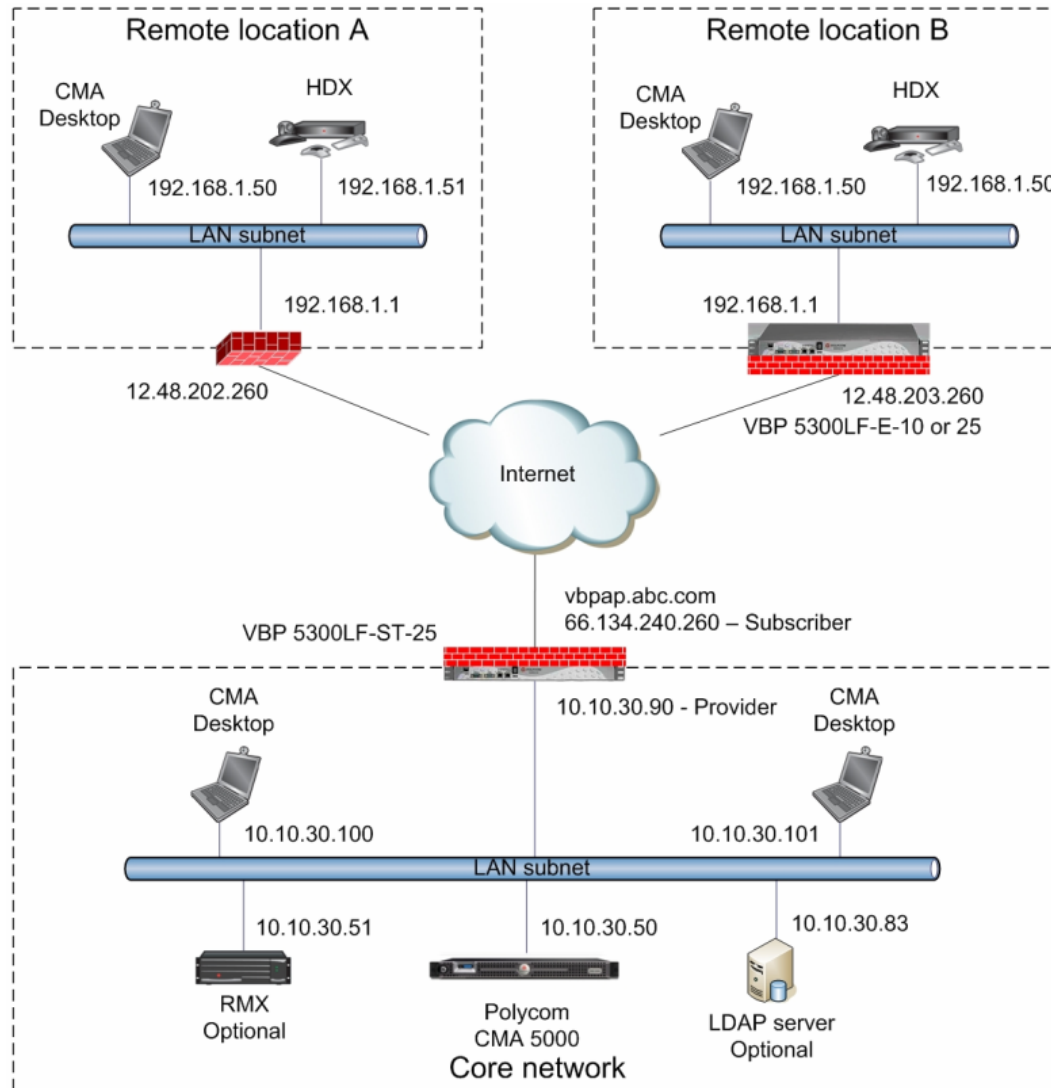 Remote location A
CMA
Desktop
HDX
192.168.1.50
192.168.1.51
LAN subnet
192.168.1.1
12.48.202.260
Remote location B
CMA
Desktop
HDX
192.168.1.50
192.168.1.50
LAN subnet
192.168.1.1
12.48.203.260
VBP 5300LF-E-10 or 25
Internet
vbpap.abc.com
VBP 5300LF-ST-25
66.134.240.260 – Subscriber
10.10.30.90 - Provider
CMA
Desktop
CMA
Desktop
10.10.30.100
10.10.30.101
LAN subnet
10.10.30.51
10.10.30.50
10.10.30.83
RMX
Optional
Polycom
CMA 5000
LDAP server
Optional
Core network